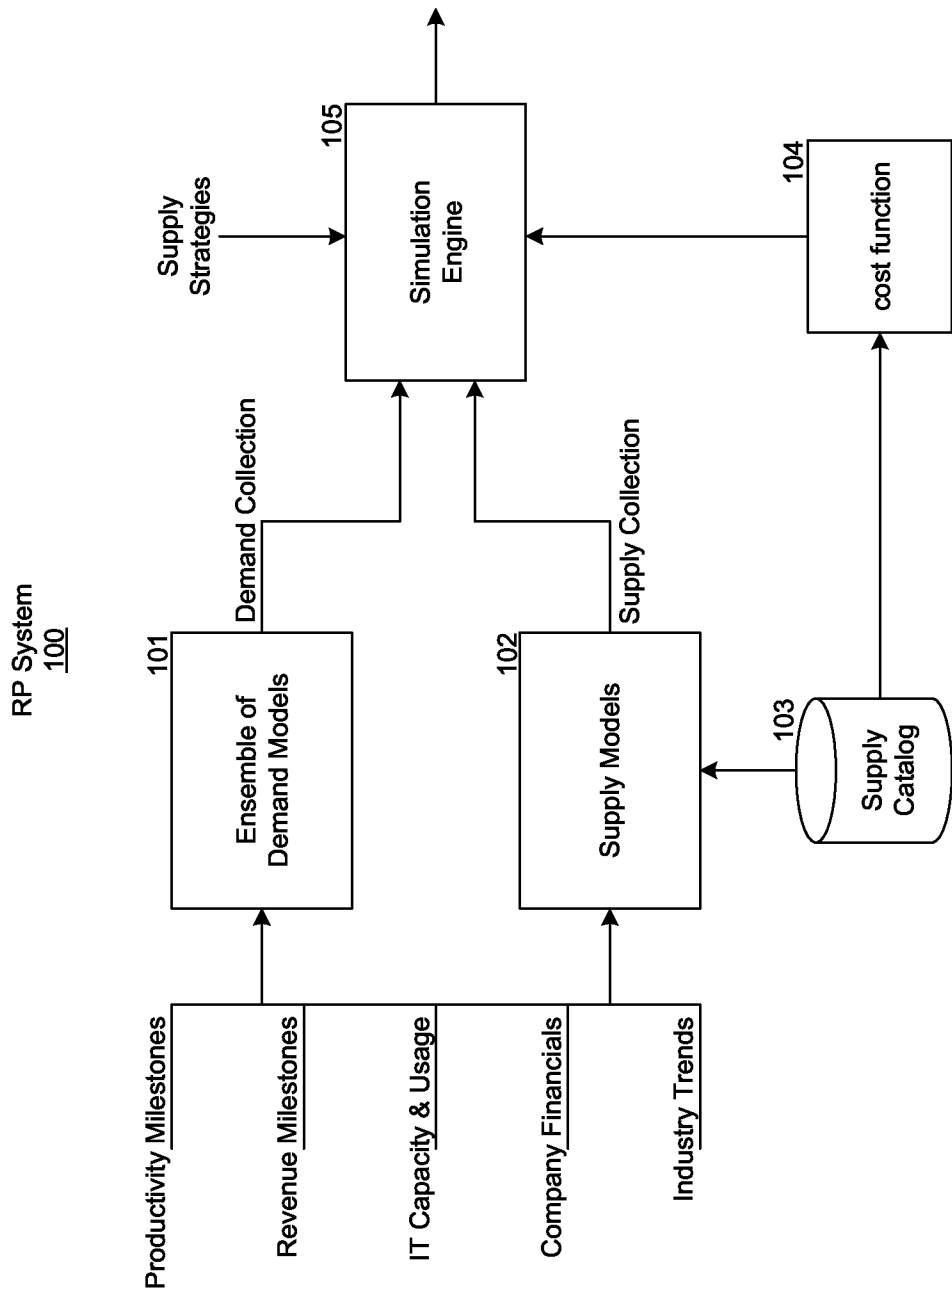 RP System
100
Productivity Milestones
Revenue Milestones
IT Capacity & Usage
Company Financials
Industry Trends
101
Ensemble of
Demand Models
Demand Collection
102
Supply Models
Supply Collection
103
Supply
Catalog
Supply
Strategies
105
Simulation
Engine
104
cost function